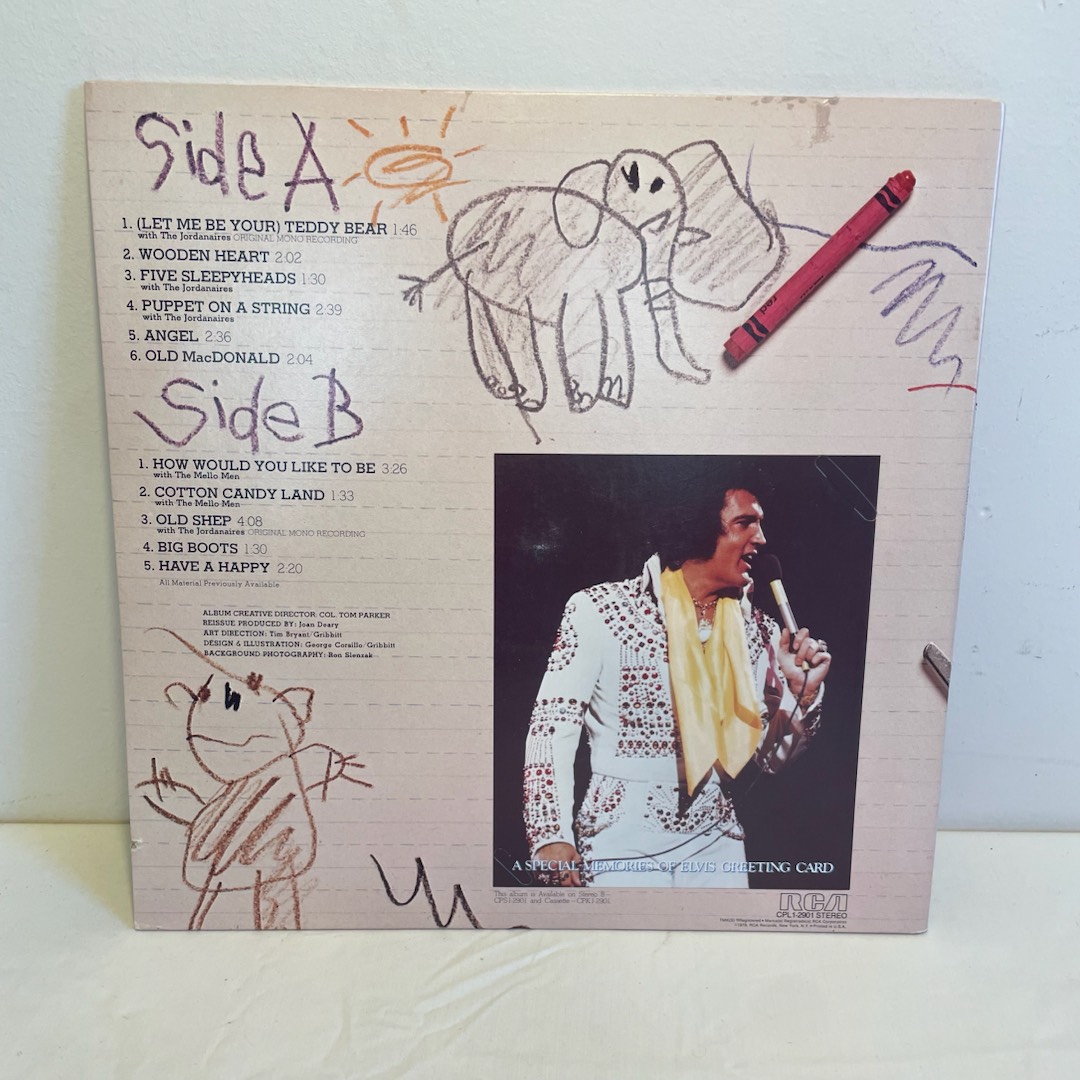 Side A
1. (LET ME BE YOUR) TEDDY BEAR 1:46
with The Jordanaires ORIGINAL MONO RECORDING
2. WOODEN HEART 2:02
3. FIVE SLEEPYHEADS 1:30
with The Jordanaires
4. PUPPET ON A STRING 2:39
with The Jordanaires
5. ANGEL 2:36
6. OLD MacDONALD 2:04
Side B
1. HOW WOULD YOU LIKE TO BE 3:26
with The Mello Men
2. COTTON CANDY LAND 1:33
with The Mello Men
3. OLD SHEP 4:08
with The Jordanaires ORIGINAL MONO RECORDING
4. BIG BOOTS 1:30
5. HAVE A HAPPY 2:20
All Material Previously Available
ALBUM CREATIVE DIRECTOR: COL. TOM PARKER
REISSUE PRODUCED BY: Joan Deary
ART DIRECTION: Tim Bryant/Gribbitt
DESIGN & ILLUSTRATION: George Corsillo/Gribbitt
BACKGROUND PHOTOGRAPHY: Ron Slenzak
red
A SPECIAL MEMORIES OF ELVIS GREETING CARD
This album is Available on Stereo 8—
CPS1-2901 and Cassette—CPK1-2901
RCA
CPL1-2901 STEREO